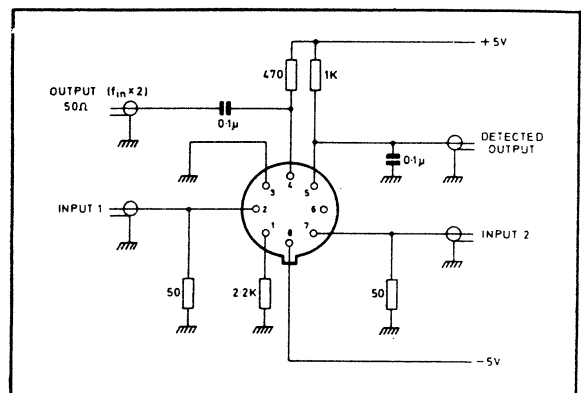 +5V
470
1K
OUTPUT (fin × 2)
50Ω
0·1µ
DETECTED
OUTPUT
0·1µ
3
4
5
INPUT 1
2
6
1
8
7
INPUT 2
50
2·2K
50
−5V